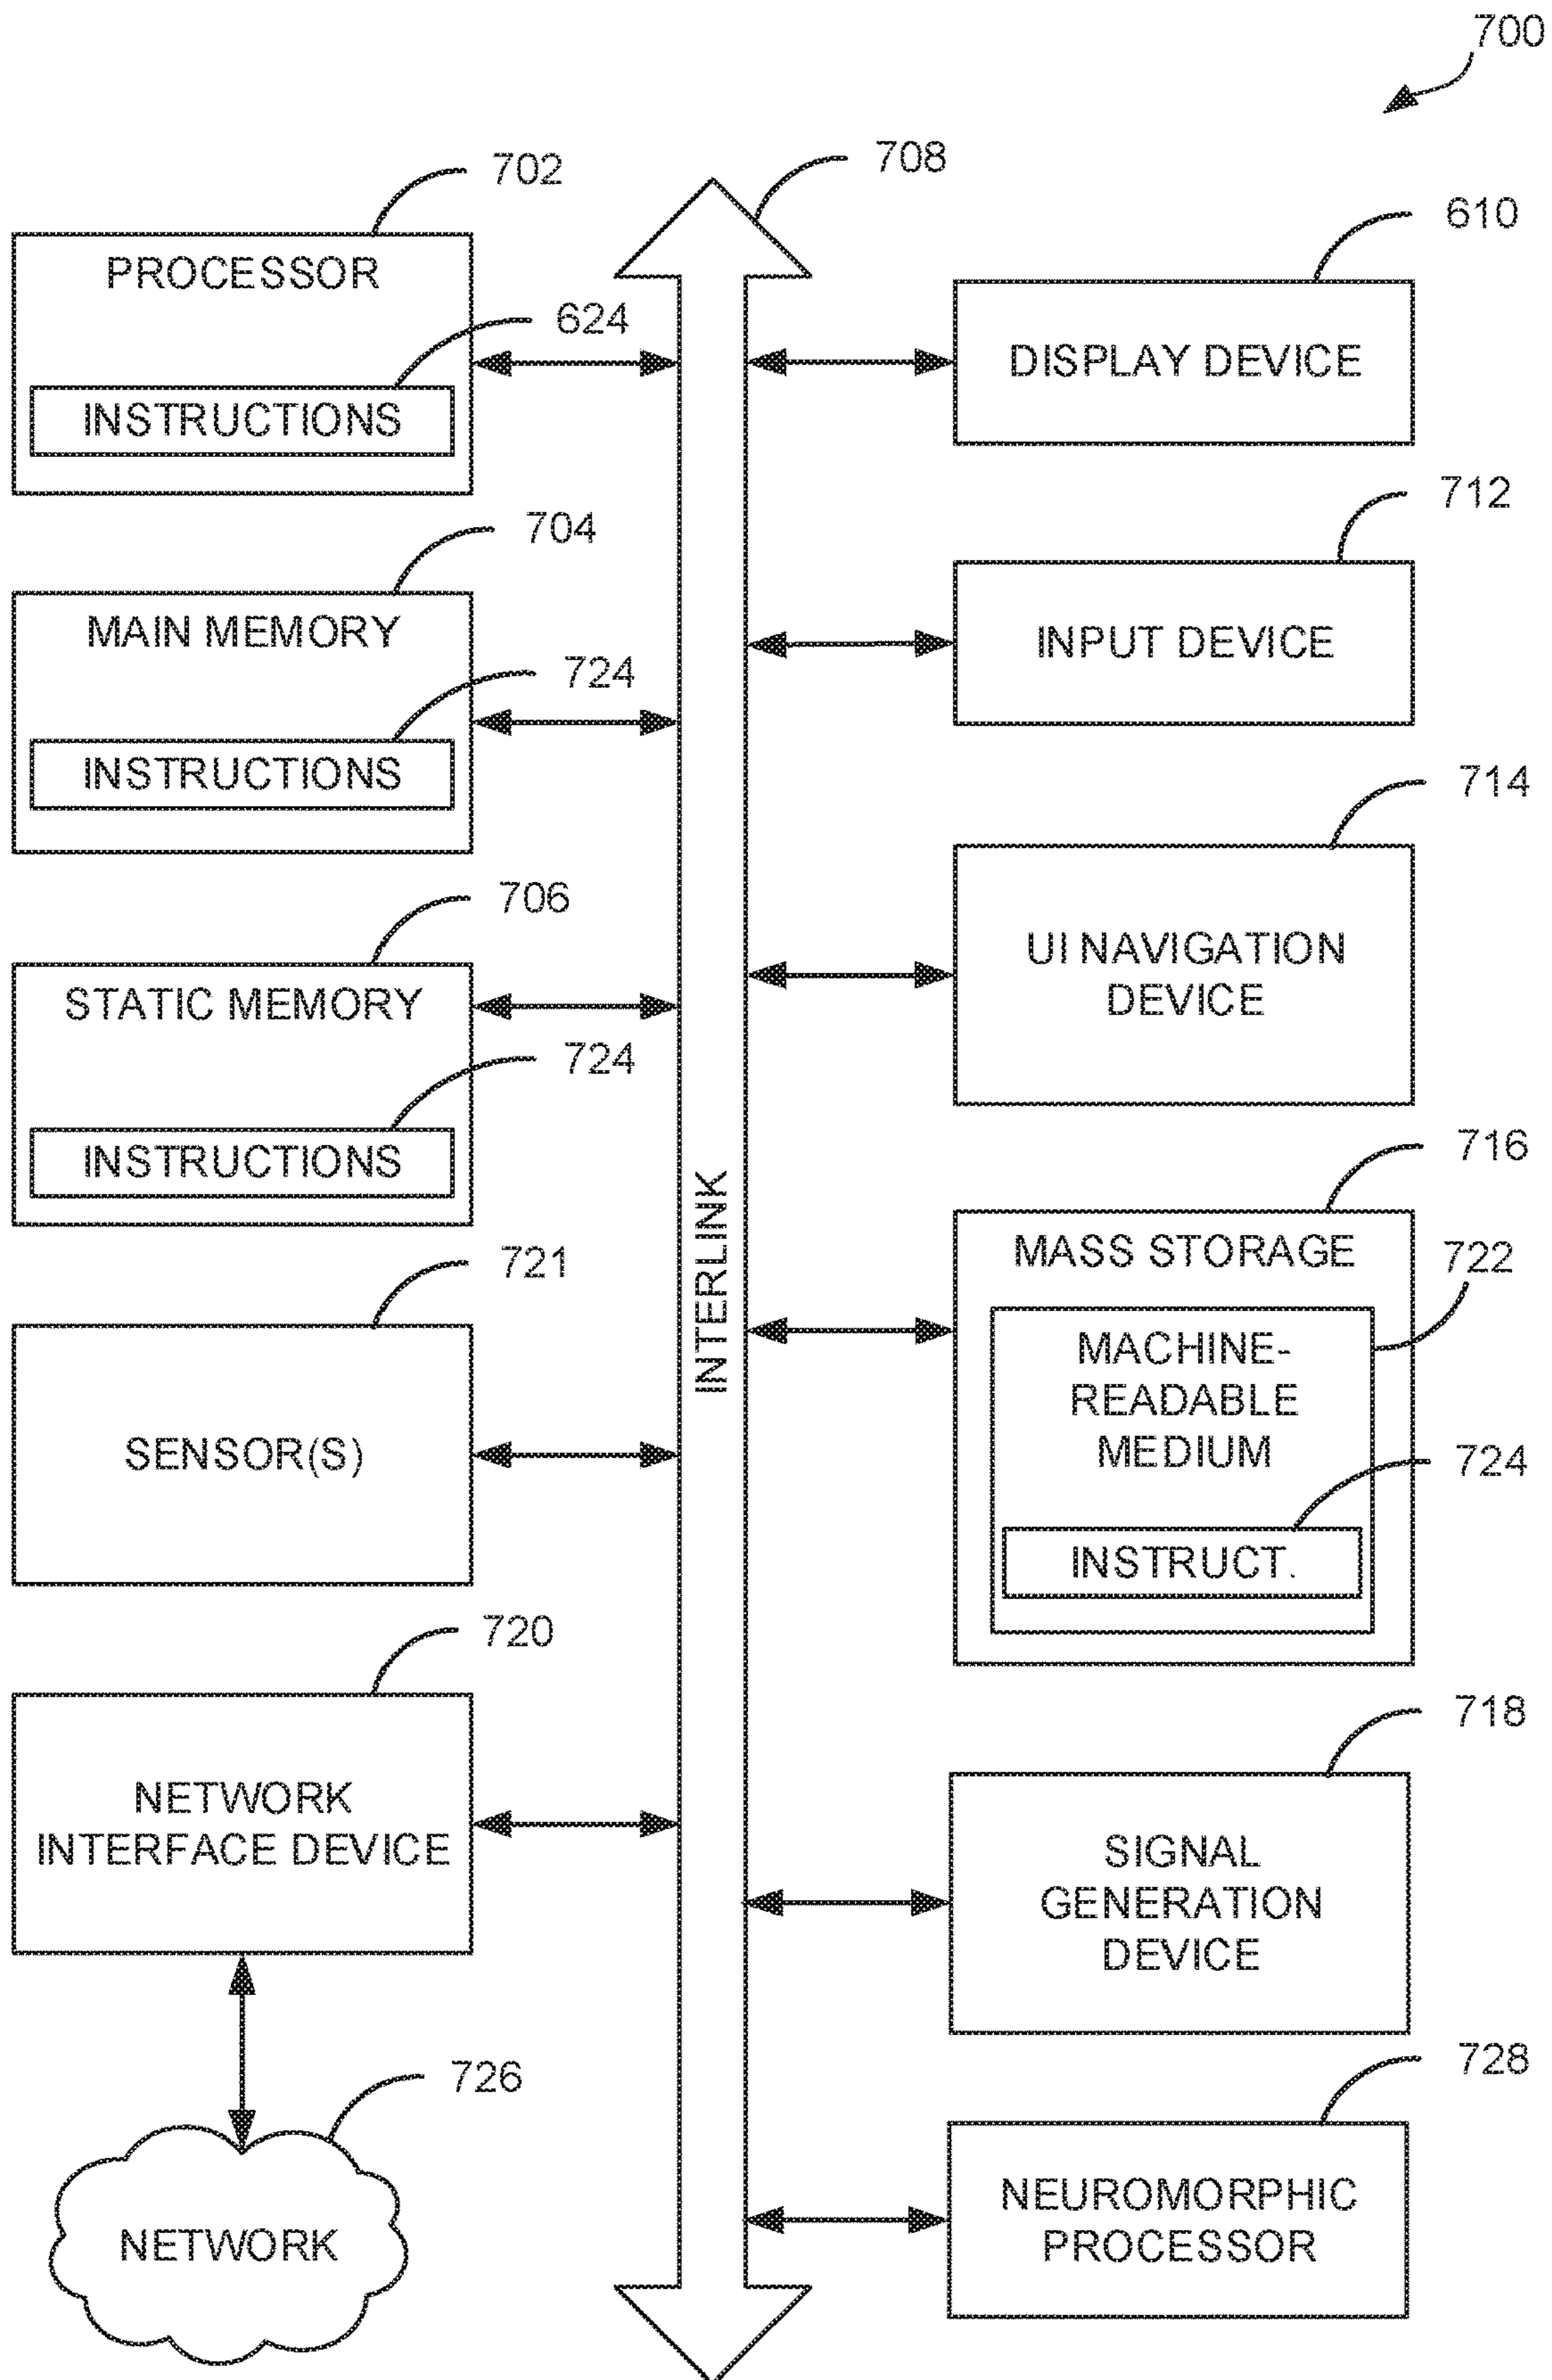 700
708
702
PROCESSOR
624
INSTRUCTIONS
704
MAIN MEMORY
724
INSTRUCTIONS
706
STATIC MEMORY
724
INSTRUCTIONS
721
SENSOR(S)
720
NETWORK
INTERFACE DEVICE
726
NETWORK
INTERLINK
610
DISPLAY DEVICE
712
INPUT DEVICE
714
UI NAVIGATION
DEVICE
716
MASS STORAGE
722
MACHINE-
READABLE
MEDIUM
724
INSTRUCT.
718
SIGNAL
GENERATION
DEVICE
728
NEUROMORPHIC
PROCESSOR